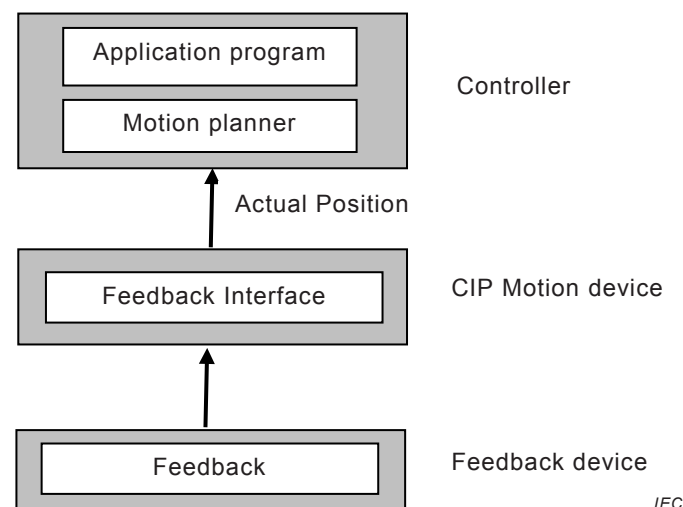 Application program
Controller
Motion planner
Actual Position
Feedback Interface
CIP Motion device
Feedback
Feedback device
IEC